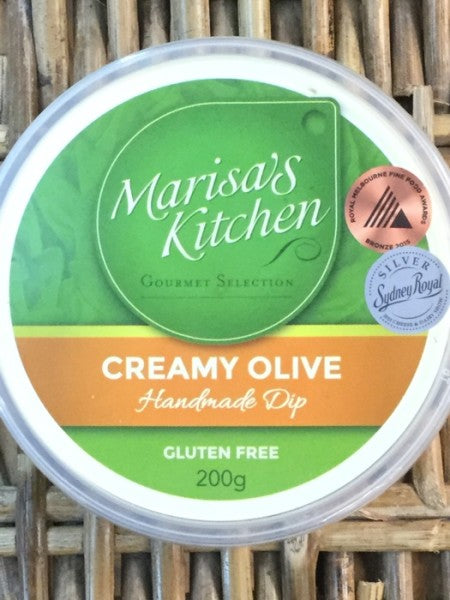 Marisa's
Kitchen
GOURMET SELECTION
ROYAL MELBOURNE FINE FOOD AWARDS
BRONZE 2015
SILVER
Sydney Royal
CREAMY OLIVE
Handmade Dip
GLUTEN FREE
200g